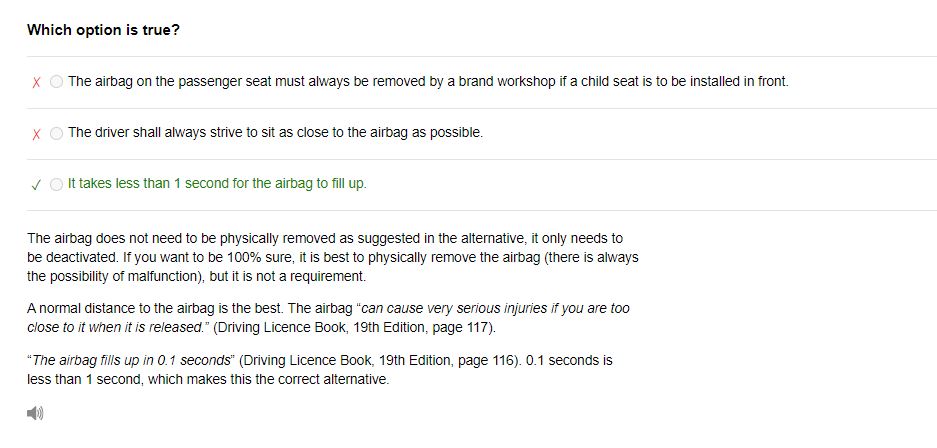 Which option is true?
X The airbag on the passenger seat must always be removed by a brand workshop if a child seat is to be installed in front.
X The driver shall always strive to sit as close to the airbag as possible.
✓ It takes less than 1 second for the airbag to fill up.
The airbag does not need to be physically removed as suggested in the alternative, it only needs to
be deactivated. If you want to be 100% sure, it is best to physically remove the airbag (there is always
the possibility of malfunction), but it is not a requirement.
A normal distance to the airbag is the best. The airbag "can cause very serious injuries if you are too
close to it when it is released." (Driving Licence Book, 19th Edition, page 117).
"The airbag fills up in 0.1 seconds" (Driving Licence Book, 19th Edition, page 116). 0.1 seconds is
less than 1 second, which makes this the correct alternative.